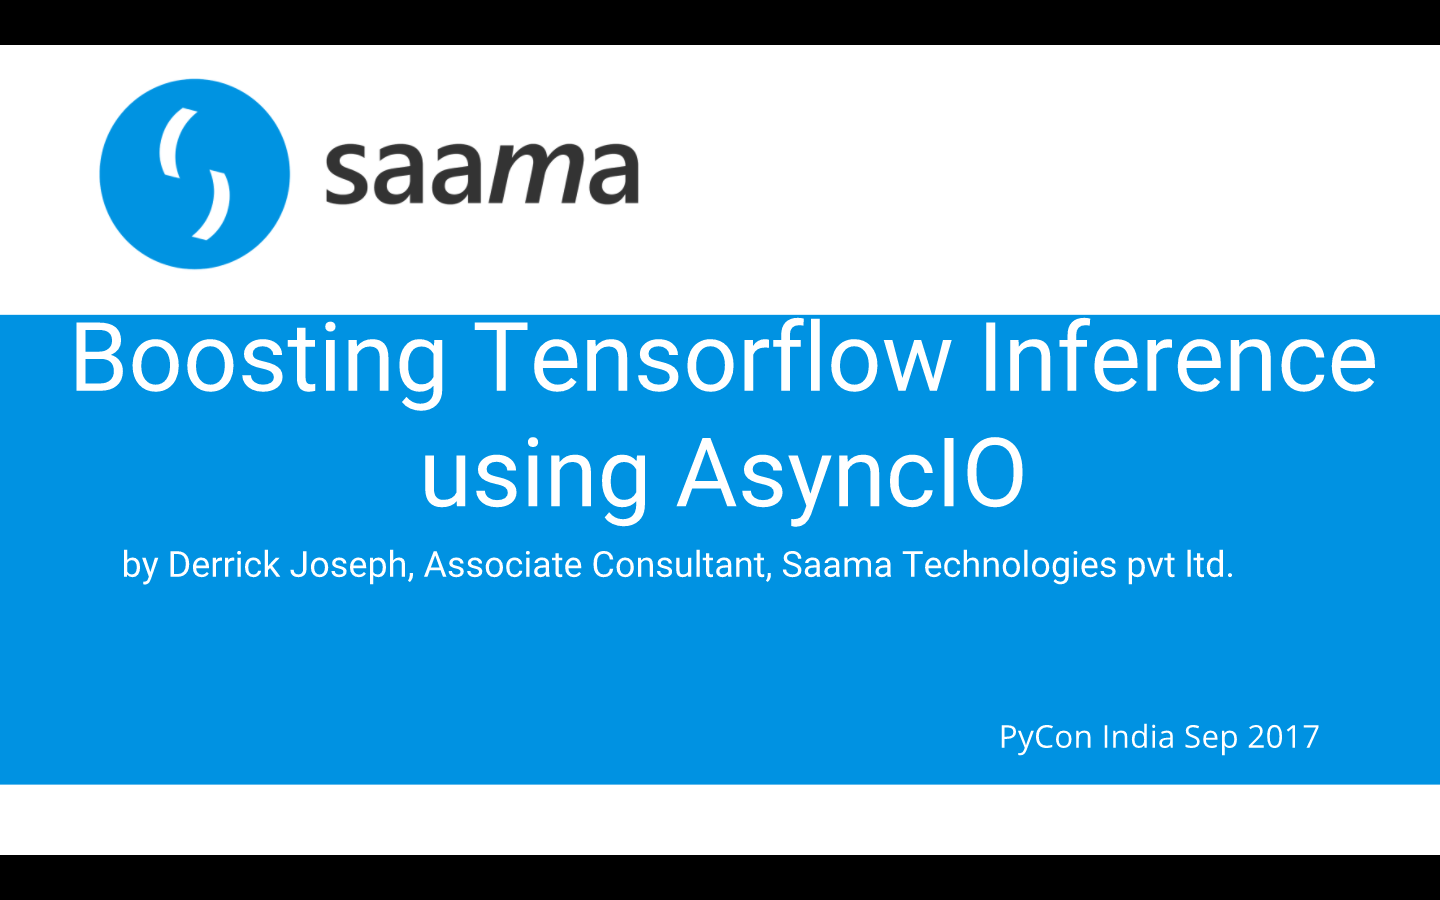 saama
Boosting Tensorflow Inference
using AsyncIO
by Derrick Joseph, Associate Consultant, Saama Technologies pvt ltd.
PyCon India Sep 2017